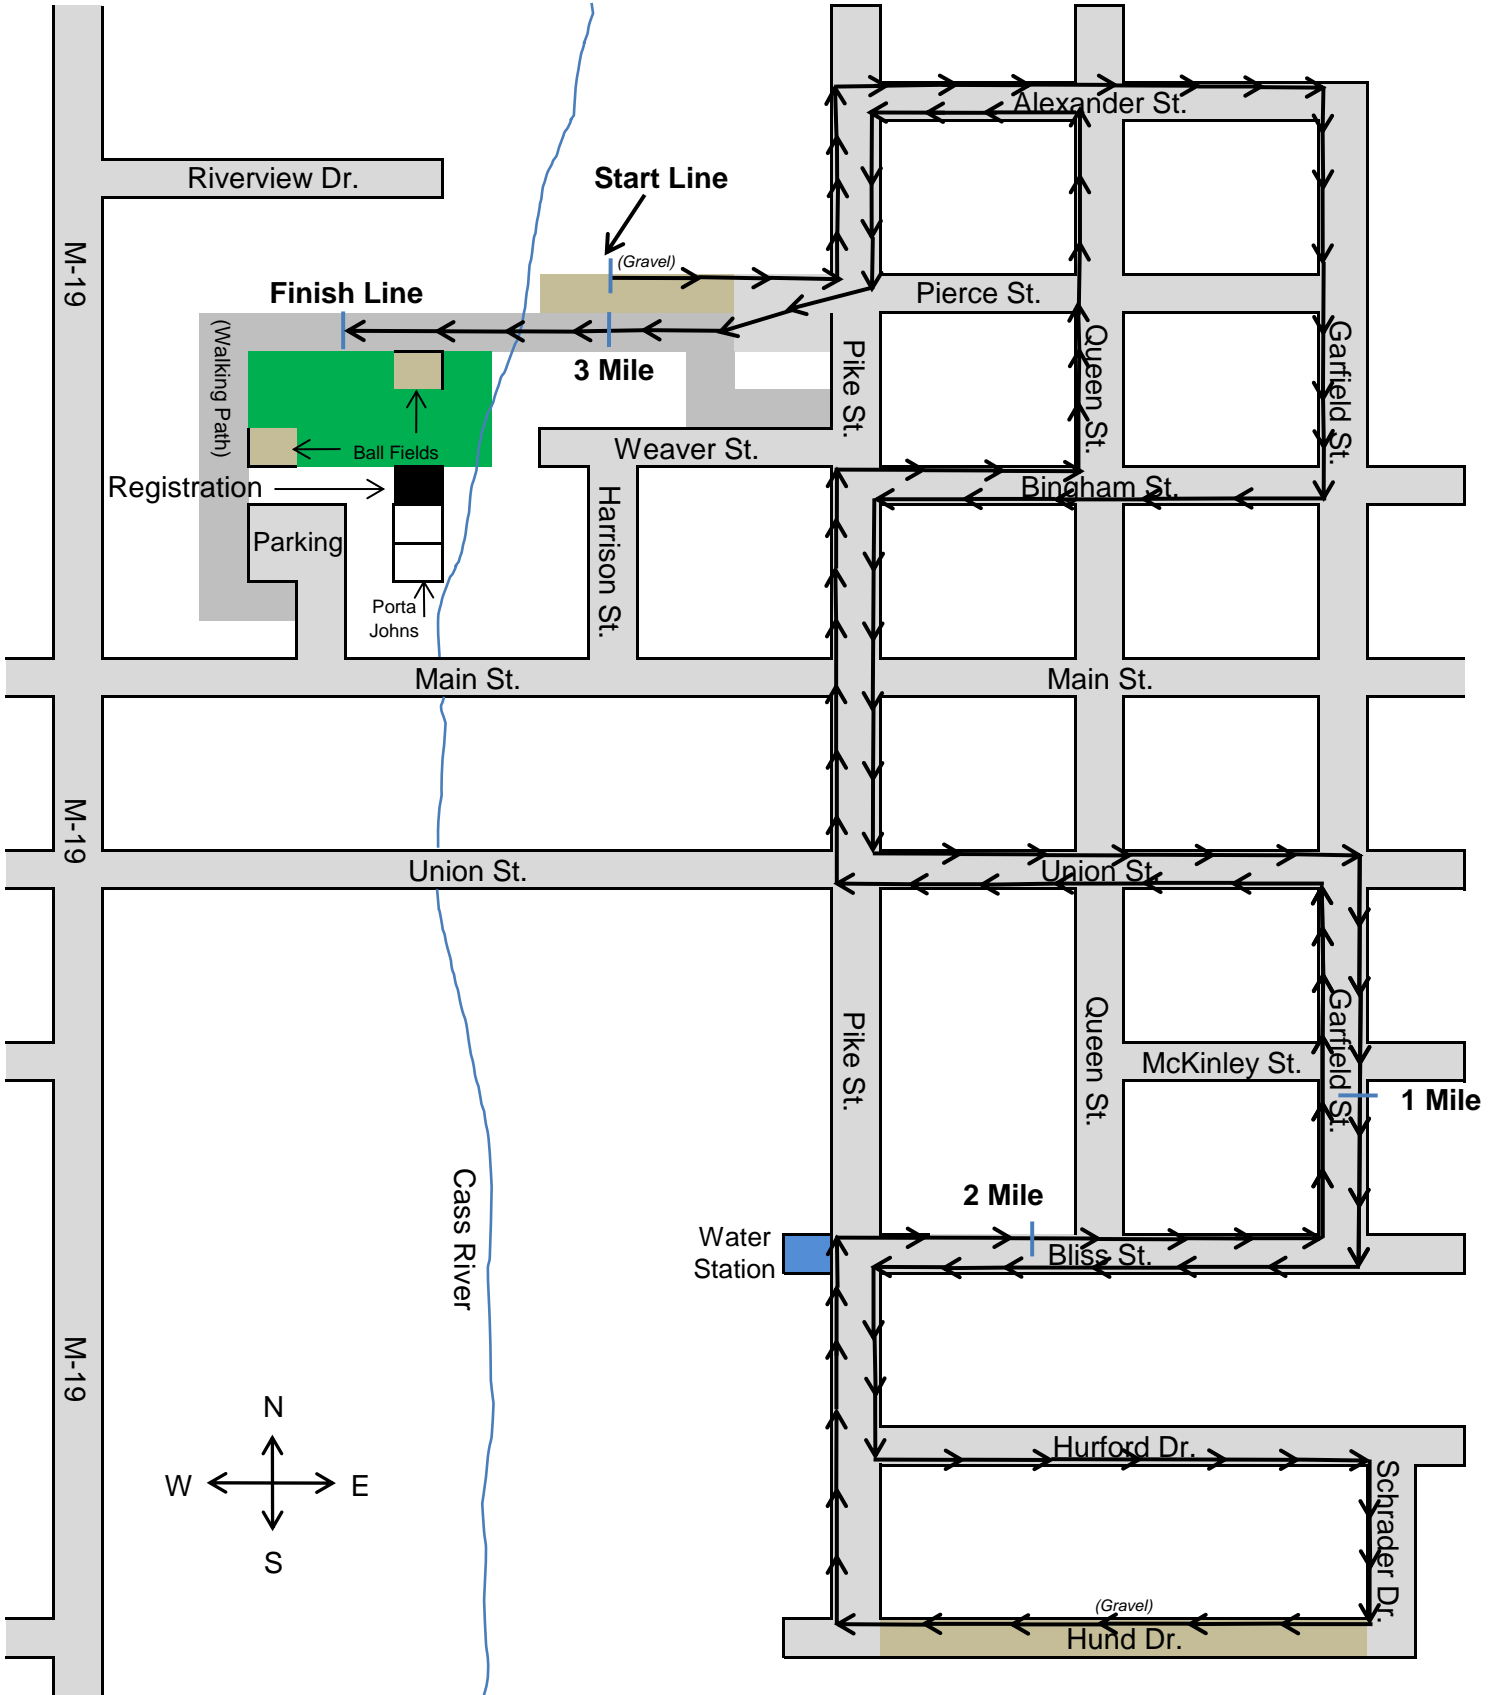 Alexander St.
Riverview Dr.
Start Line
(Gravel)
M-19
Finish Line
Pierce St.
(Walking Path)
3 Mile
Pike St.
Queen St.
Garfield St.
Weaver St.
Ball Fields
Registration
Bingham St.
Harrison St.
Parking
Porta
Johns
Main St.
Main St.
M-19
Union St.
Union St.
Pike St.
Queen St.
Garfield St.
McKinley St.
1 Mile
Cass River
2 Mile
Water
Station
Bliss St.
M-19
N
W
E
S
Hurford Dr.
Schrader Dr.
(Gravel)
Hund Dr.